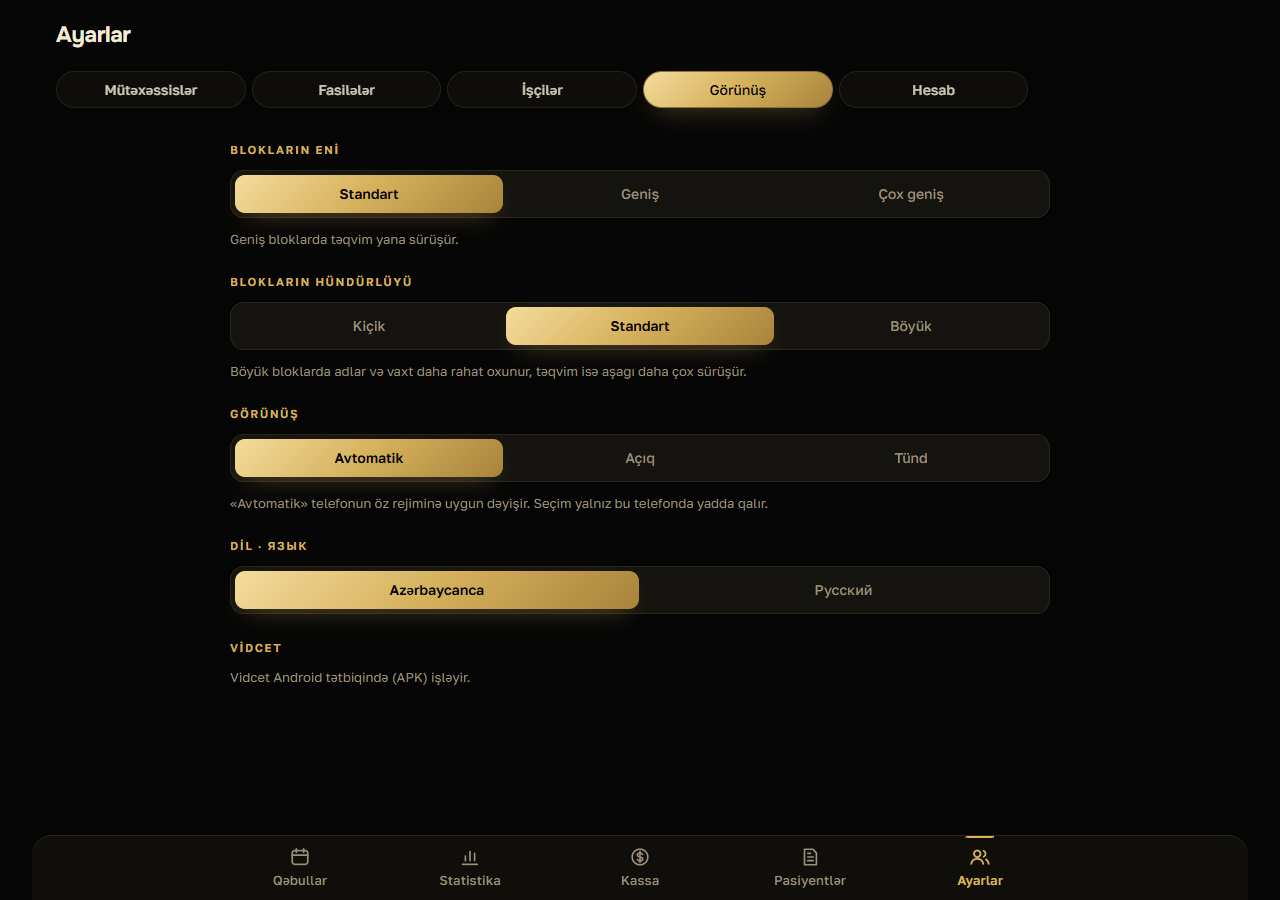 Ayarlar
Mütəxəssislər
Fasilələr
İşçilər
Görünüş
Hesab
BLOKLARIN ENİ
Standart
Geniş
Çox geniş
Geniş bloklarda təqvim yana sürüşür.
BLOKLARIN HÜNDÜRLÜYÜ
Kiçik
Standart
Böyük
Böyük bloklarda adlar və vaxt daha rahat oxunur, təqvim isə aşağı daha çox sürüşür.
GÖRÜNÜŞ
Avtomatik
Açıq
Tünd
«Avtomatik» telefonun öz rejiminə uygun dəyişir. Seçim yalnız bu telefonda yadda qalır.
DİL · ЯЗЫК
Azərbaycanca
Русский
VİDCET
Vidcet Android tətbiqində (APK) işləyir.
Qəbullar
Statistika
Kassa
Pasiyentlər
Ayarlar